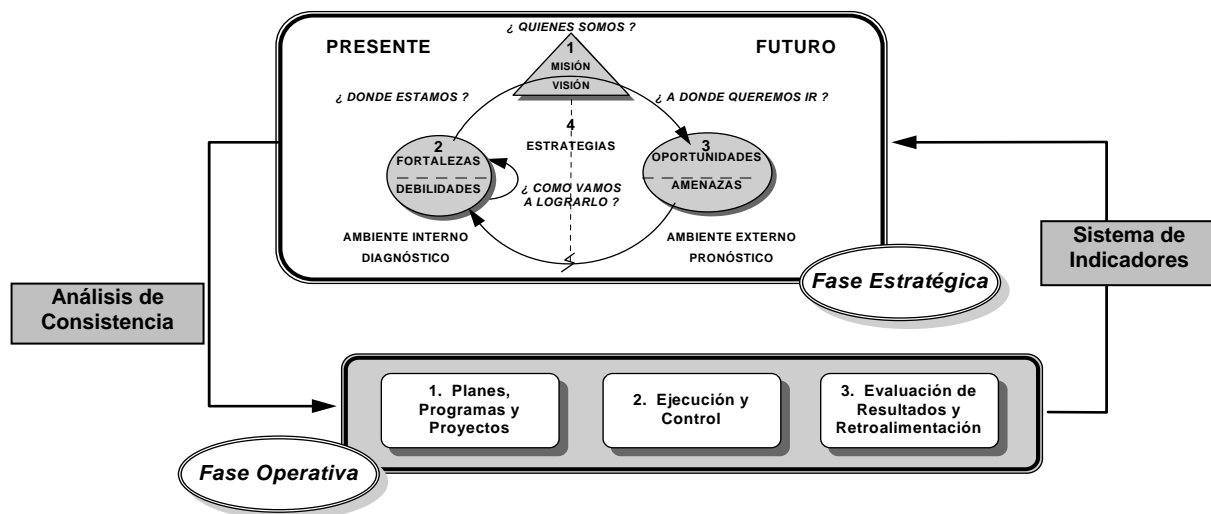 ¿ QUIENES SOMOS ?
PRESENTE
FUTURO
1
MISIÓN
VISIÓN
¿ DONDE ESTAMOS ?
¿ A DONDE QUEREMOS IR ?
4
ESTRATEGIAS
2
FORTALEZAS
DEBILIDADES
3
OPORTUNIDADES
AMENAZAS
¿ COMO VAMOS
A LOGRARLO ?
AMBIENTE INTERNO
DIAGNÓSTICO
AMBIENTE EXTERNO
PRONÓSTICO
Fase Estratégica
Análisis de
Consistencia
Sistema de
Indicadores
1. Planes,
Programas y
Proyectos
2. Ejecución y
Control
3. Evaluación de
Resultados y
Retroalimentación
Fase Operativa